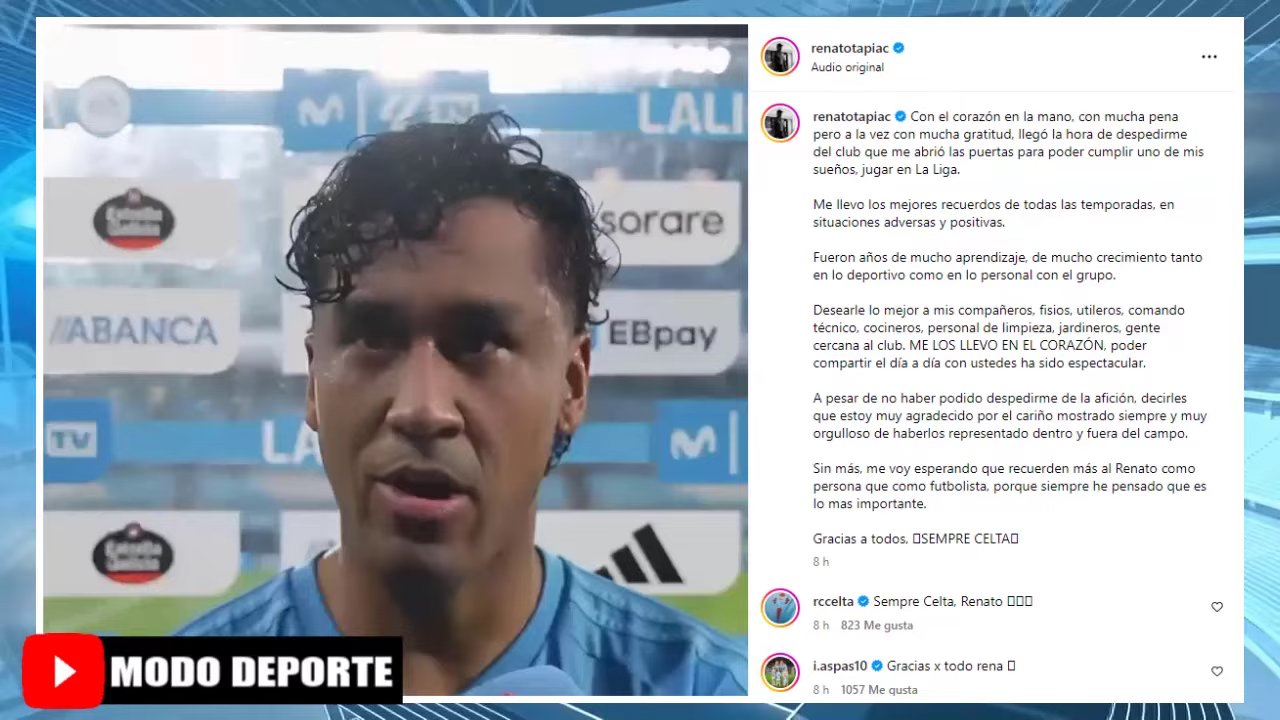 LALI
TV
Estrella Galicia
sorare
//ABANCA
EBpay
TV
LA
Estrella Galicia
MODO DEPORTE
renatotapiac
Audio original
renatotapiac Con el corazón en la mano, con mucha pena
pero a la vez con mucha gratitud, llegó la hora de despedirme
del club que me abrió las puertas para poder cumplir uno de mis
sueños, jugar en La Liga.
Me llevo los mejores recuerdos de todas las temporadas, en
situaciones adversas y positivas.
Fueron años de mucho aprendizaje, de mucho crecimiento tanto
en lo deportivo como en lo personal con el grupo.
Desearle lo mejor a mis compañeros, fisios, utileros, comando
técnico, cocineros, personal de limpieza, jardineros, gente
cercana al club. ME LOS LLEVO EN EL CORAZÓN, poder
compartir el día a día con ustedes ha sido espectacular.
A pesar de no haber podido despedirme de la afición, decirles
que estoy muy agradecido por el cariño mostrado siempre y muy
orgulloso de haberlos representado dentro y fuera del campo.
Sin más, me voy esperando que recuerden más al Renato como
persona que como futbolista, porque siempre he pensado que es
lo mas importante.
Gracias a todos, SEMPRE CELTA
8 h
rccelta Sempre Celta, Renato
8 h 823 Me gusta
i.aspas10 Gracias x todo rena
8 h 1057 Me gusta